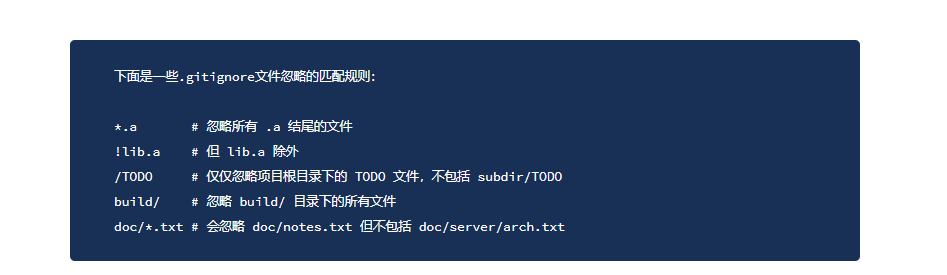 下面是一些.gitignore文件忽略的匹配规则:
*.a # 忽略所有 .a 结尾的文件
!lib.a # 但 lib.a 除外
/TODO # 仅仅忽略项目根目录下的 TODO 文件，不包括 subdir/TODO
build/ # 忽略 build/ 目录下的所有文件
doc/*.txt # 会忽略 doc/notes.txt 但不包括 doc/server/arch.txt